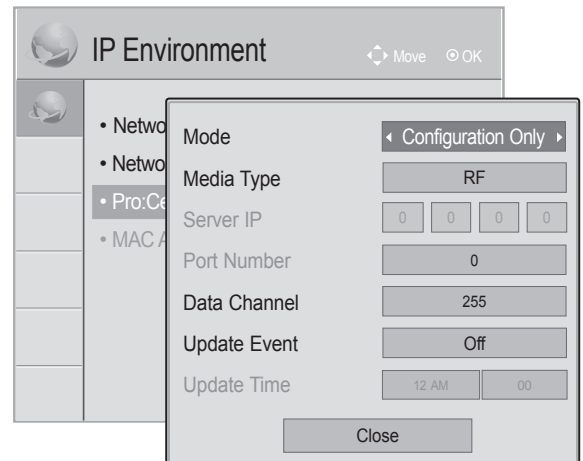 IP Environment
Move OK
• Netwo
• Netwo
• Pro:Ce
• MAC A
Mode Configuration Only
Media Type RF
Server IP 0 0 0 0
Port Number 0
Data Channel 255
Update Event Off
Update Time 12 AM 00
Close